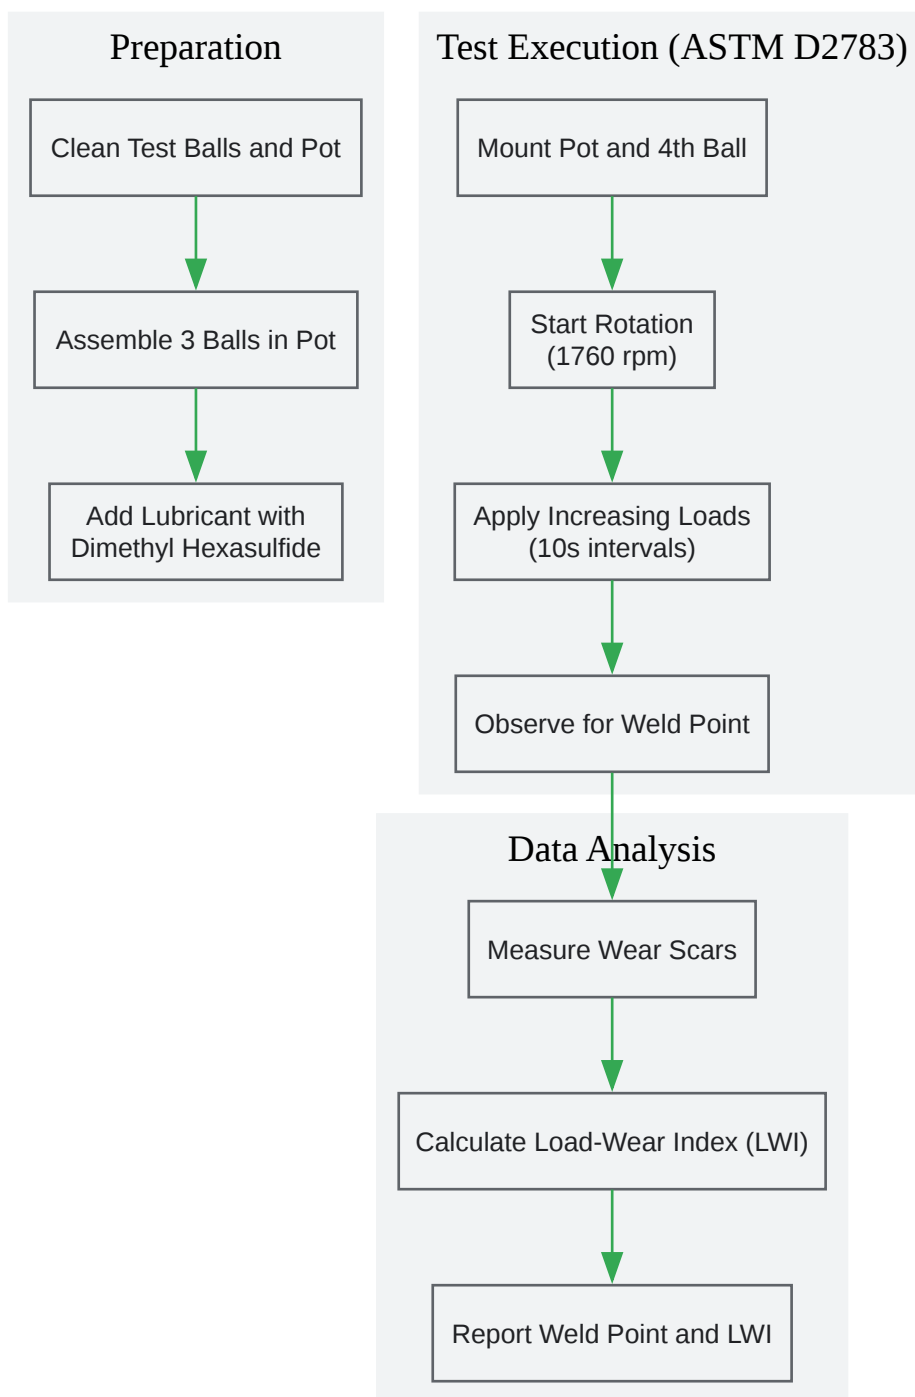 Preparation
Clean Test Balls and Pot
Assemble 3 Balls in Pot
Add Lubricant with
Dimethyl Hexasulfide
Test Execution (ASTM D2783)
Mount Pot and 4th Ball
Start Rotation
(1760 rpm)
Apply Increasing Loads
(10s intervals)
Observe for Weld Point
Data Analysis
Measure Wear Scars
Calculate Load-Wear Index (LWI)
Report Weld Point and LWI